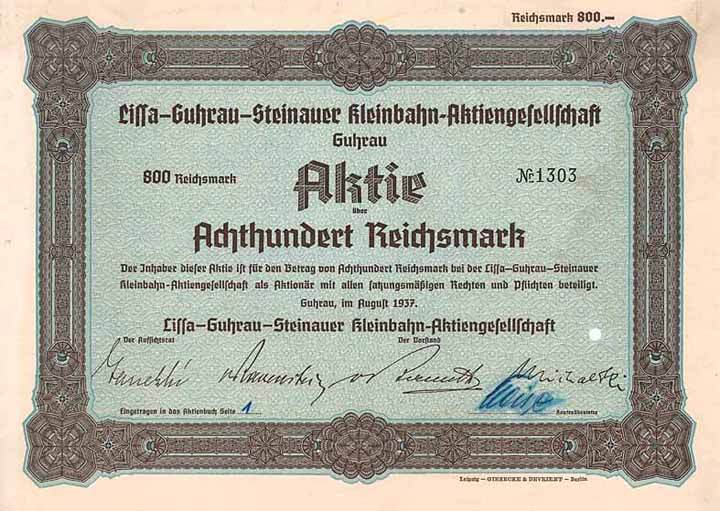 Reichsmark 800.—
Lissa-Guhrau-Steinauer Kleinbahn-Aktiengesellschaft
Guhrau
800 Reichsmark
Aktie
№ 1303
über
Achthundert Reichsmark
Der Inhaber dieser Aktie ist für den Betrag von Achthundert Reichsmark bei der Lissa-Guhrau-Steinauer
Kleinbahn-Aktiengesellschaft als Aktionär mit allen satzungsmäßigen Rechten und Pflichten beteiligt.
Guhrau, im August 1937.
Lissa-Guhrau-Steinauer Kleinbahn-Aktiengesellschaft
Der Aufsichtsrat
Der Vorstand
Eingetragen in das Aktienbuch Seite 1
Kontrollbeamter
Leipzig — GIESECKE & DEVRIENT — Berlin